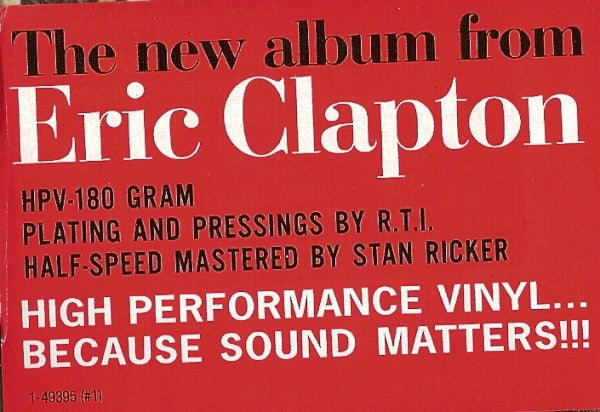 The new album from
Eric Clapton
HPV-180 GRAM
PLATING AND PRESSINGS BY R.T.I.
HALF-SPEED MASTERED BY STAN RICKER
HIGH PERFORMANCE VINYL...
BECAUSE SOUND MATTERS!!!
1-49395 (#1)